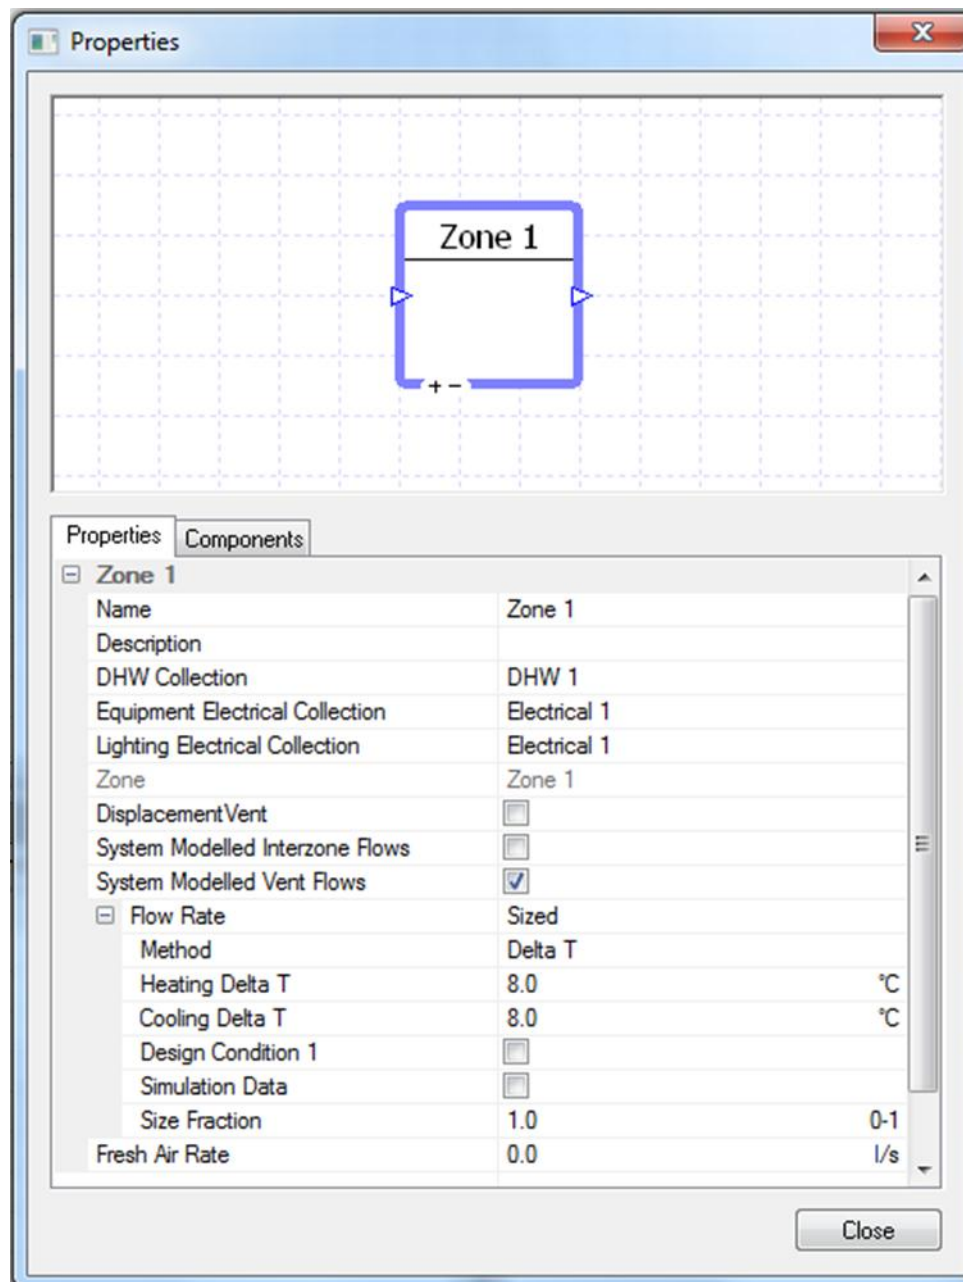 Properties
Zone 1
+ -
Properties Components
Zone 1
Name Zone 1
Description
DHW Collection DHW 1
Equipment Electrical Collection Electrical 1
Lighting Electrical Collection Electrical 1
Zone Zone 1
DisplacementVent
System Modelled Interzone Flows
System Modelled Vent Flows
Flow Rate Sized
Method Delta T
Heating Delta T 8.0 °C
Cooling Delta T 8.0 °C
Design Condition 1
Simulation Data
Size Fraction 1.0 0-1
Fresh Air Rate 0.0 l/s
Close